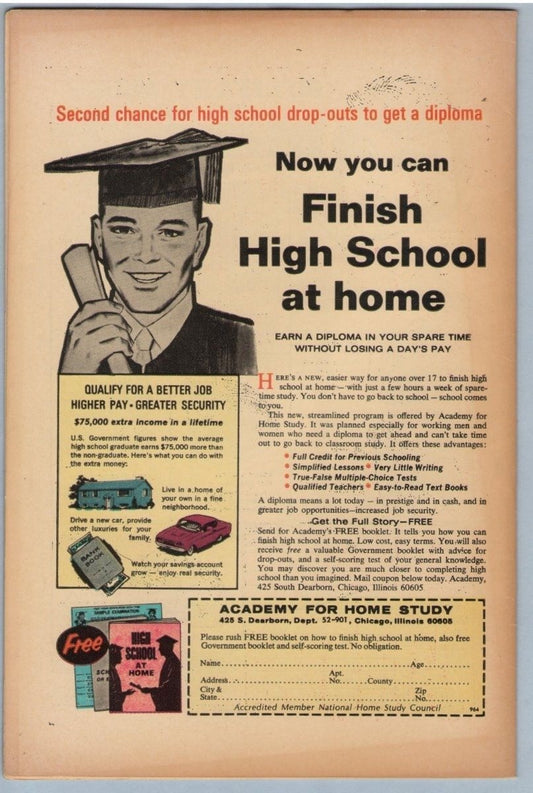 Second chance for high school drop-outs to get a diploma
Now you can
Finish
High School
at home
EARN A DIPLOMA IN YOUR SPARE TIME
WITHOUT LOSING A DAY'S PAY
HERE'S A NEW, easier way for anyone over 17 to finish high
school at home — with just a few hours a week of spare-
time study. You don't have to go back to school — school comes
to you.
This new, streamlined program is offered by Academy for
Home Study. It was planned especially for working men and
women who need a diploma to get ahead and can't take time
out to go back to classroom study. It offers these advantages:
• Full Credit for Previous Schooling
• Simplified Lessons • Very Little Writing
• True-False Multiple-Choice Tests
• Qualified Teachers • Easy-to-Read Text Books
A diploma means a lot today — in prestige and in cash, and in
greater job opportunities—increased job security.
Get the Full Story—FREE
Send for Academy's FREE booklet. It tells you how you can
finish high school at home. Low cost, easy terms. You will also
receive free a valuable Government booklet with advice for
drop-outs, and a self-scoring test of your general knowledge.
You may discover you are much closer to completing high
school than you imagined. Mail coupon below today. Academy,
425 South Dearborn, Chicago, Illinois 60605
QUALIFY FOR A BETTER JOB
HIGHER PAY • GREATER SECURITY
$75,000 extra income in a lifetime
U.S. Government figures show the average
high school graduate earns $75,000 more than
the non-graduate. Here's what you can do with
the extra money:
Live in a home of
your own in a fine
neighborhood.
Drive a new car, provide
other luxuries for your
family.
BANK
BOOK
Watch your savings account
grow — enjoy real security.
Free
SAMPLE EXAMINATION
HIGH
SCHOOL
AT
HOME
ACADEMY FOR HOME STUDY
425 S. Dearborn, Dept. 52-901, Chicago, Illinois 60605
Please rush FREE booklet on how to finish high school at home, also free
Government booklet and self-scoring test. No obligation.
Name Age
Apt.
Address No. County
City & Zip
State No.
Accredited Member National Home Study Council 964